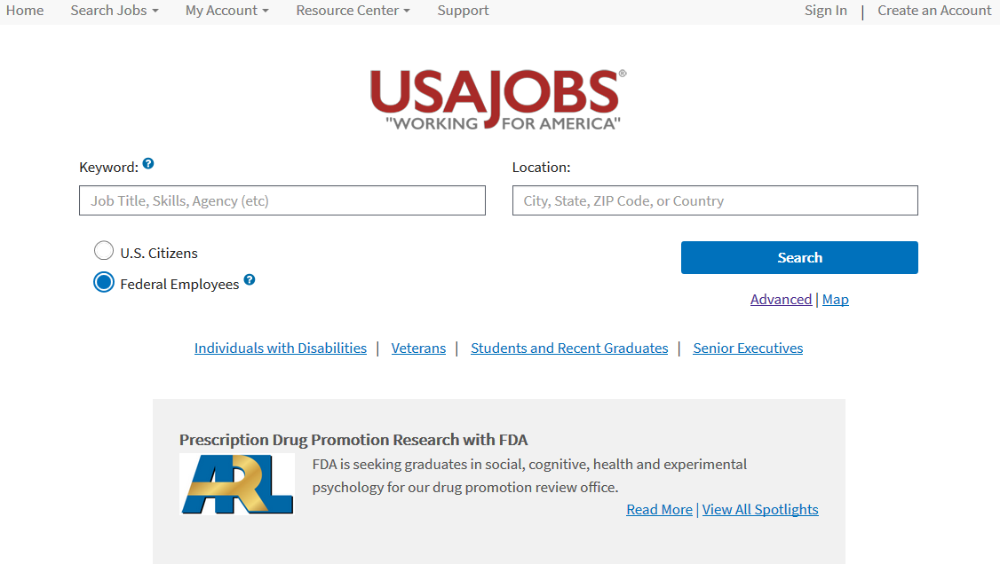 Home Search Jobs My Account Resource Center Support Sign In | Create an Account
USAJOBS®
"WORKING FOR AMERICA"
Keyword: ?
Location:
Job Title, Skills, Agency (etc)
City, State, ZIP Code, or Country
U.S. Citizens
Search
Federal Employees ?
Advanced | Map
Individuals with Disabilities | Veterans | Students and Recent Graduates | Senior Executives
Prescription Drug Promotion Research with FDA
ARL
FDA is seeking graduates in social, cognitive, health and experimental
psychology for our drug promotion review office.
Read More | View All Spotlights